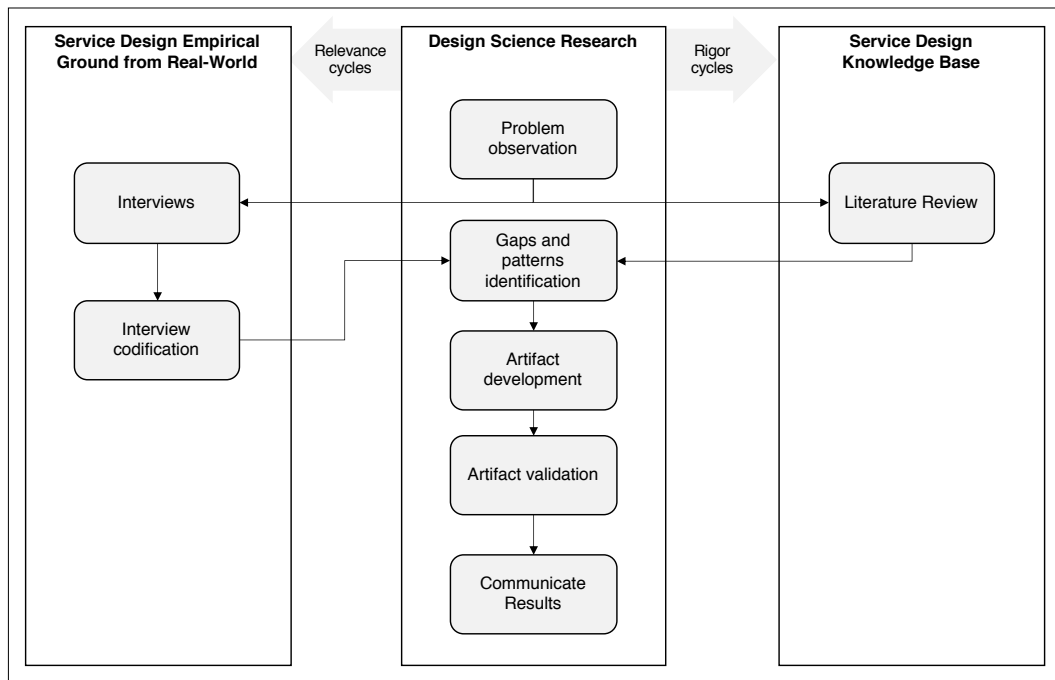 Service Design Empirical
Ground from Real-World
Relevance
cycles
Design Science Research
Rigor
cycles
Service Design
Knowledge Base
Problem
observation
Interviews
Literature Review
Gaps and
patterns
identification
Interview
codification
Artifact
development
Artifact validation
Communicate
Results